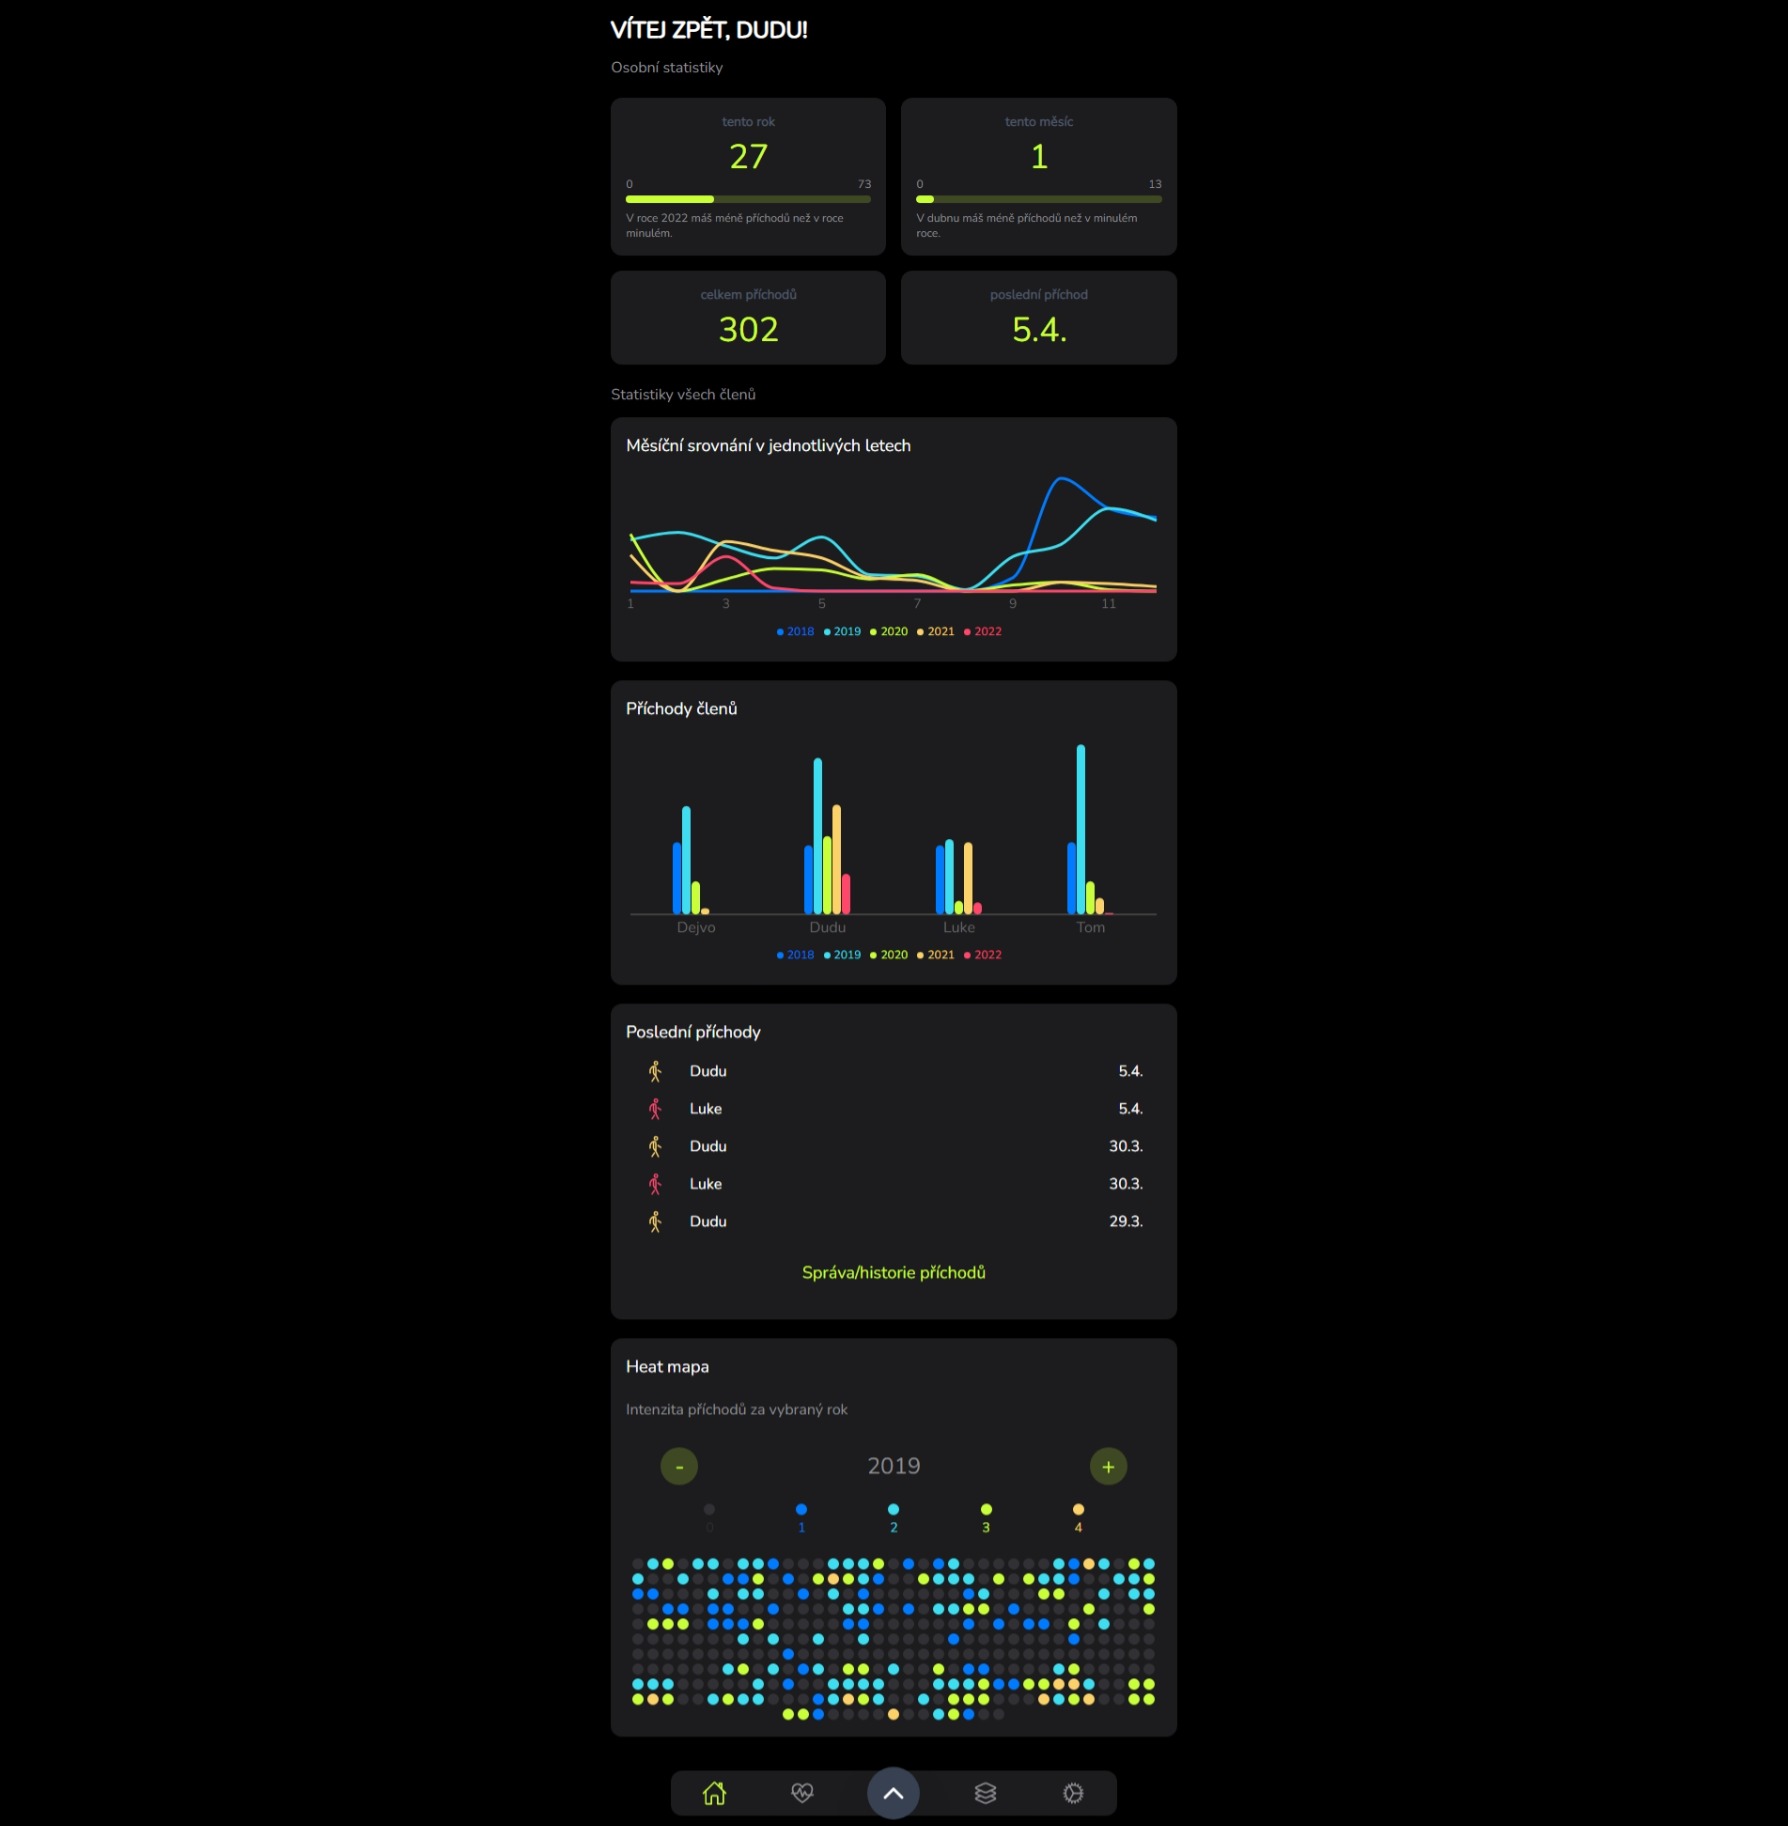 VÍTEJ ZPĚT, DUDU!
Osobní statistiky
tento rok
27
0 73
V roce 2022 máš méně příchodů než v roce
minulém.
tento měsíc
1
0 13
V dubnu máš méně příchodů než v minulém
roce.
celkem příchodů
302
poslední příchod
5.4.
Statistiky všech členů
Měsíční srovnání v jednotlivých letech
1 3 5 7 9 11
2018 2019 2020 2021 2022
Příchody členů
Dejvo Dudu Luke Tom
2018 2019 2020 2021 2022
Poslední příchody
Dudu 5.4.
Luke 5.4.
Dudu 30.3.
Luke 30.3.
Dudu 29.3.
Správa/historie příchodů
Heat mapa
Intenzita příchodů za vybraný rok
- 2019 +
0 1 2 3 4